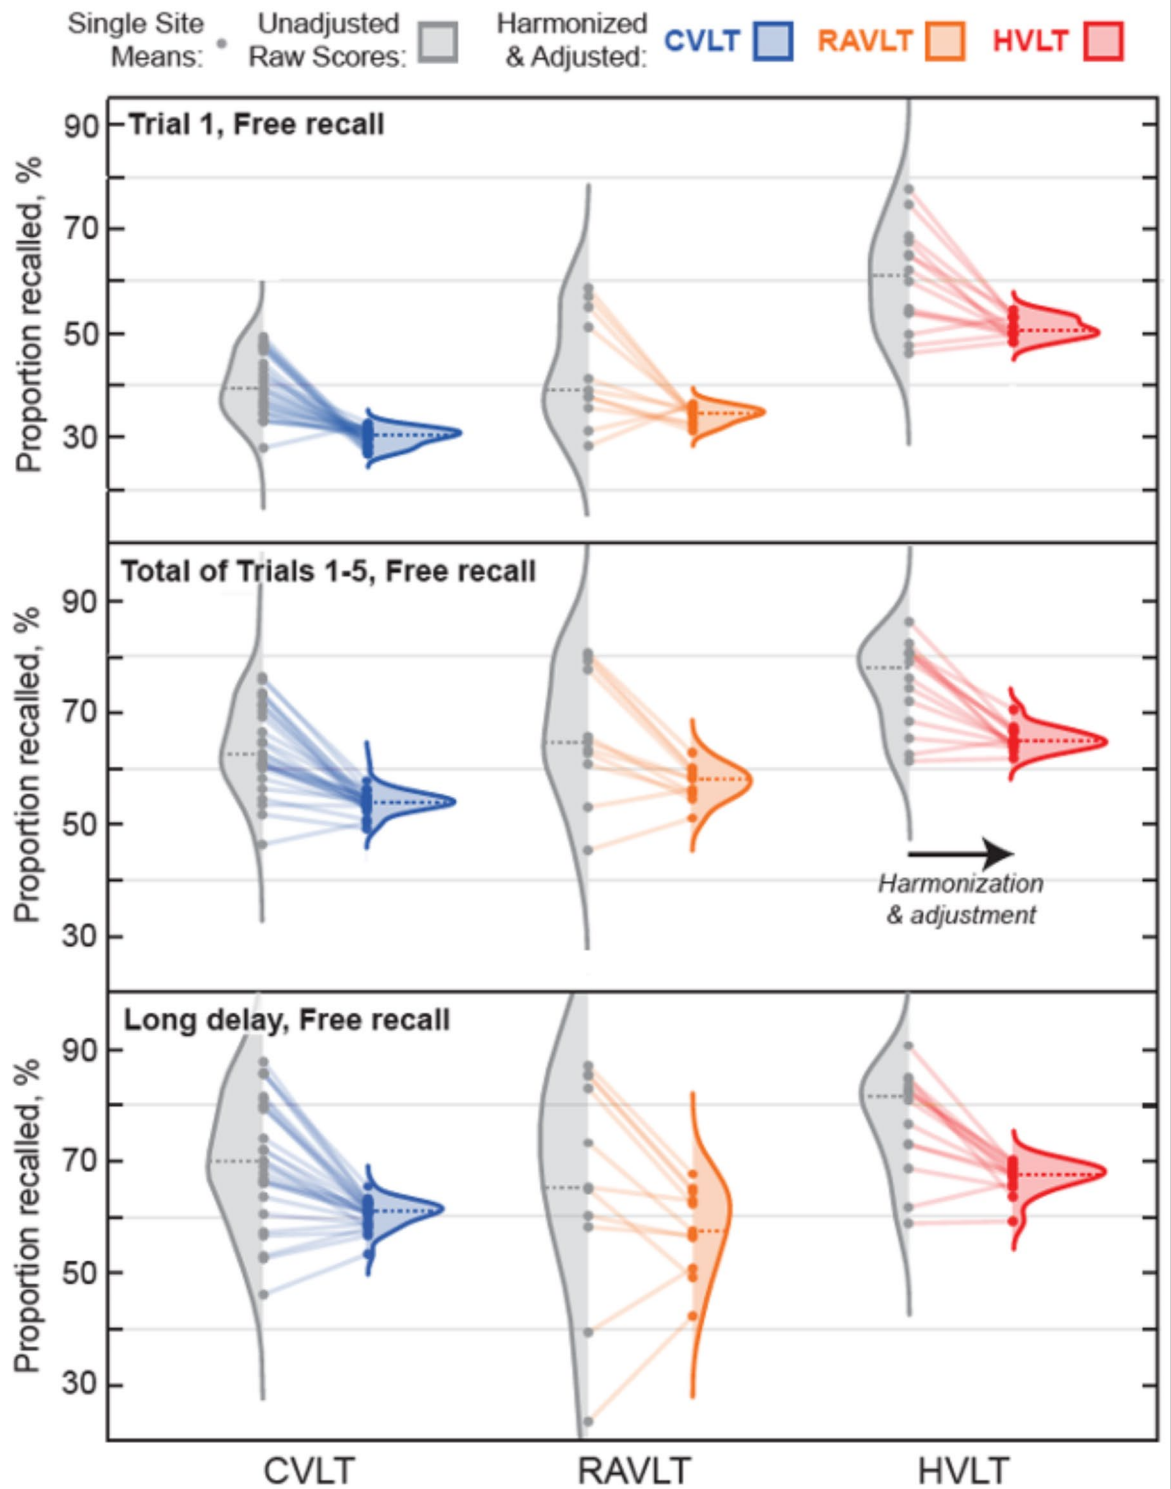 Single Site Means:
Unadjusted Raw Scores:
Harmonized & Adjusted:
CVLT
RAVLT
HVLT
Trial 1, Free recall
Proportion recalled, %
90
70
50
30
Total of Trials 1-5, Free recall
Proportion recalled, %
90
70
50
30
Harmonization
& adjustment
Long delay, Free recall
Proportion recalled, %
90
70
50
30
CVLT
RAVLT
HVLT